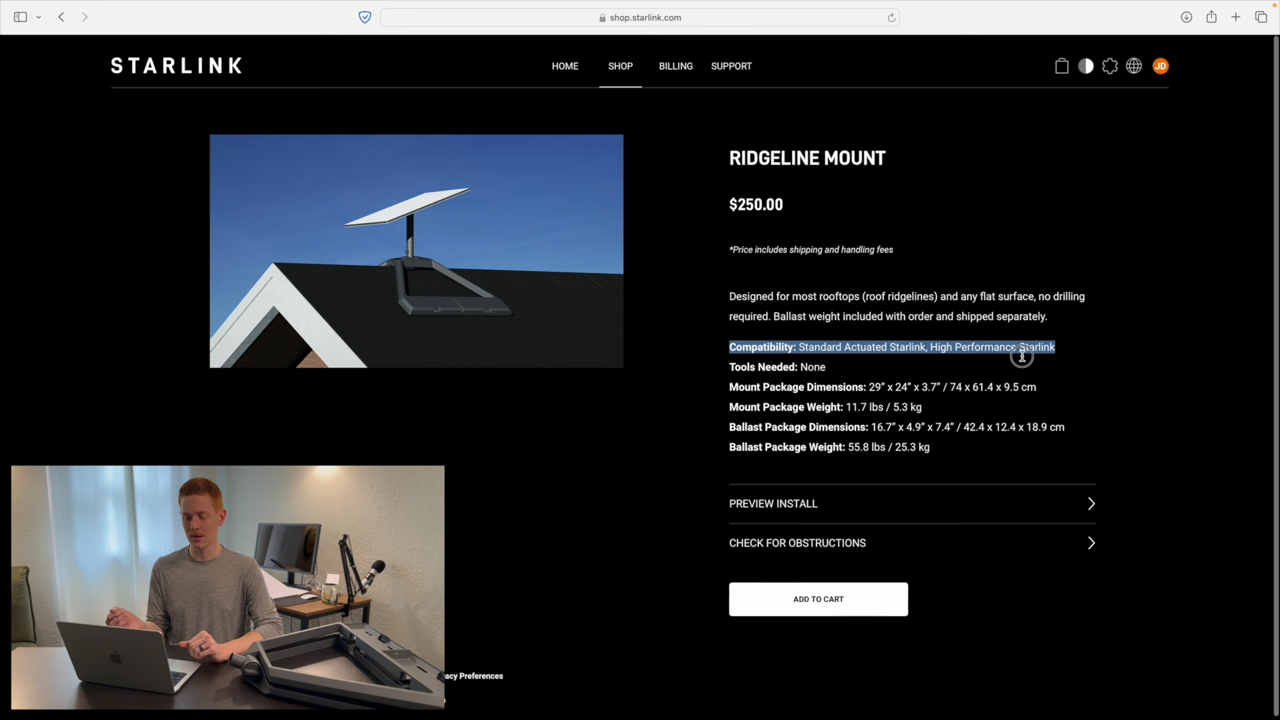 shop.starlink.com
STARLINK
HOME
SHOP
BILLING
SUPPORT
JD
RIDGELINE MOUNT
$250.00
*Price includes shipping and handling fees
Designed for most rooftops (roof ridgelines) and any flat surface, no drilling
required. Ballast weight included with order and shipped separately.
Compatibility: Standard Actuated Starlink, High Performance Starlink
Tools Needed: None
Mount Package Dimensions: 29” x 24” x 3.7” / 74 x 61.4 x 9.5 cm
Mount Package Weight: 11.7 lbs / 5.3 kg
Ballast Package Dimensions: 16.7” x 4.9” x 7.4” / 42.4 x 12.4 x 18.9 cm
Ballast Package Weight: 55.8 lbs / 25.3 kg
PREVIEW INSTALL
CHECK FOR OBSTRUCTIONS
ADD TO CART
Preferences